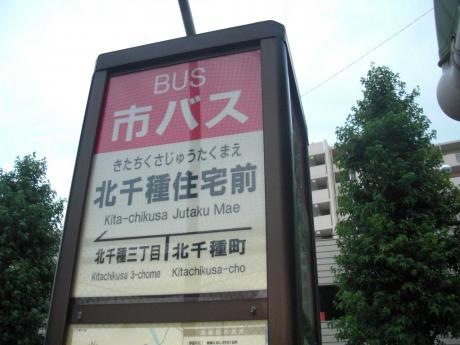 BUS
市バス
きたちくさじゅうたくまえ
北千種住宅前
Kita-chikusa Jutaku Mae
北千種三丁目 北千種町
Kitachikusa 3-chome Kitachikusa-cho